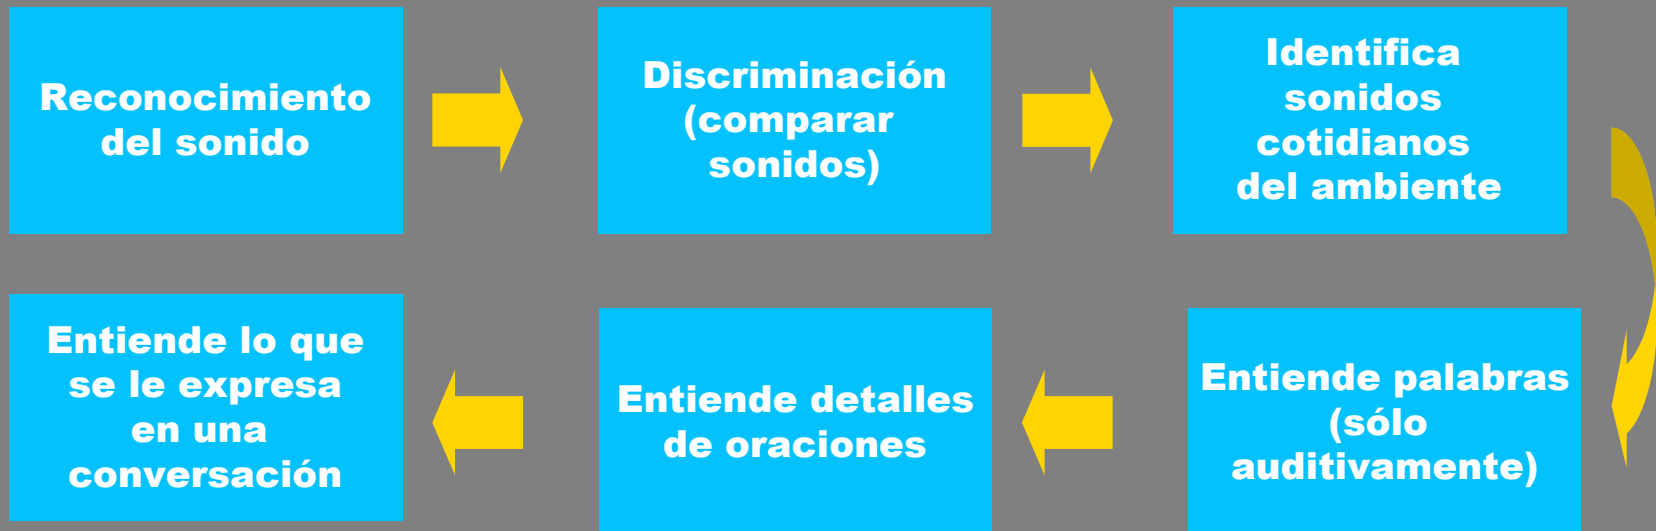 Reconocimiento
del sonido
Discriminación
(comparar
sonidos)
Identifica
sonidos
cotidianos
del ambiente
Entiende palabras
(sólo
auditivamente)
Entiende detalles
de oraciones
Entiende lo que
se le expresa
en una
conversación